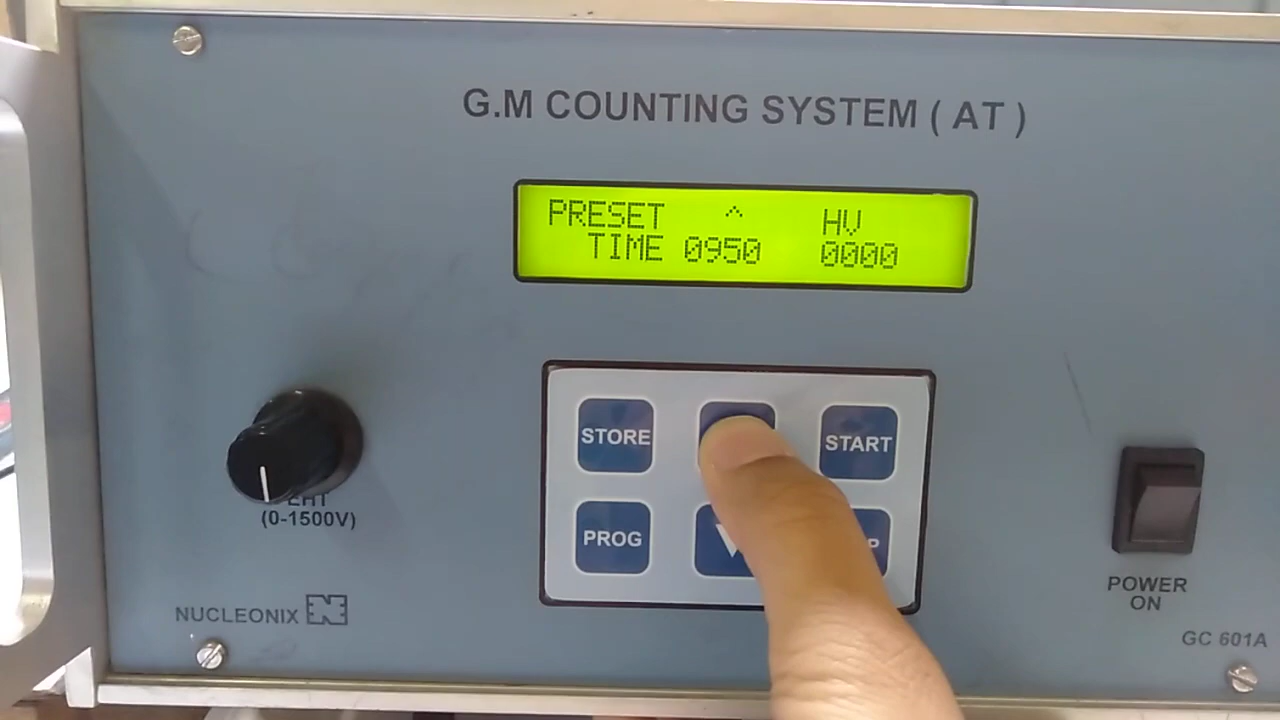 G.M COUNTING SYSTEM ( AT )
PRESET ^ HV
TIME 0950 0000
STORE
START
PROG
P
EHT
(0-1500V)
NUCLEONIX
POWER
ON
GC 601A